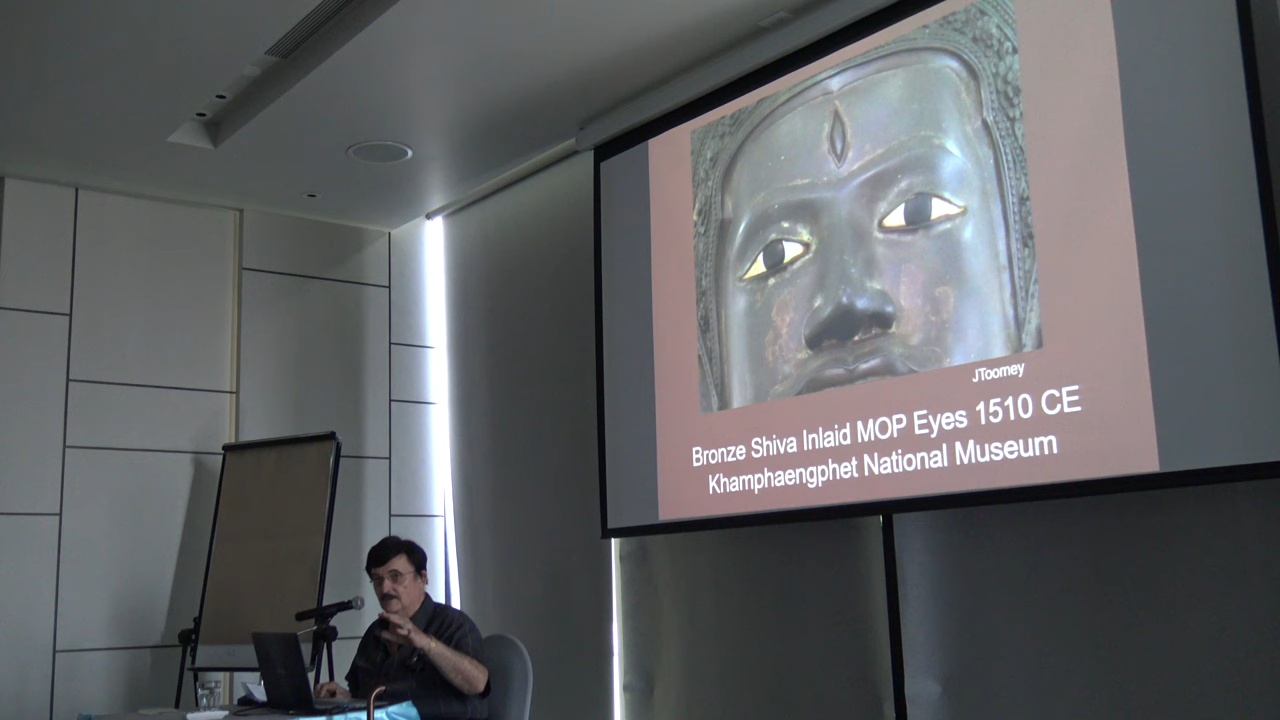 JToomey
Bronze Shiva Inlaid MOP Eyes 1510 CE
Khamphaengphet National Museum